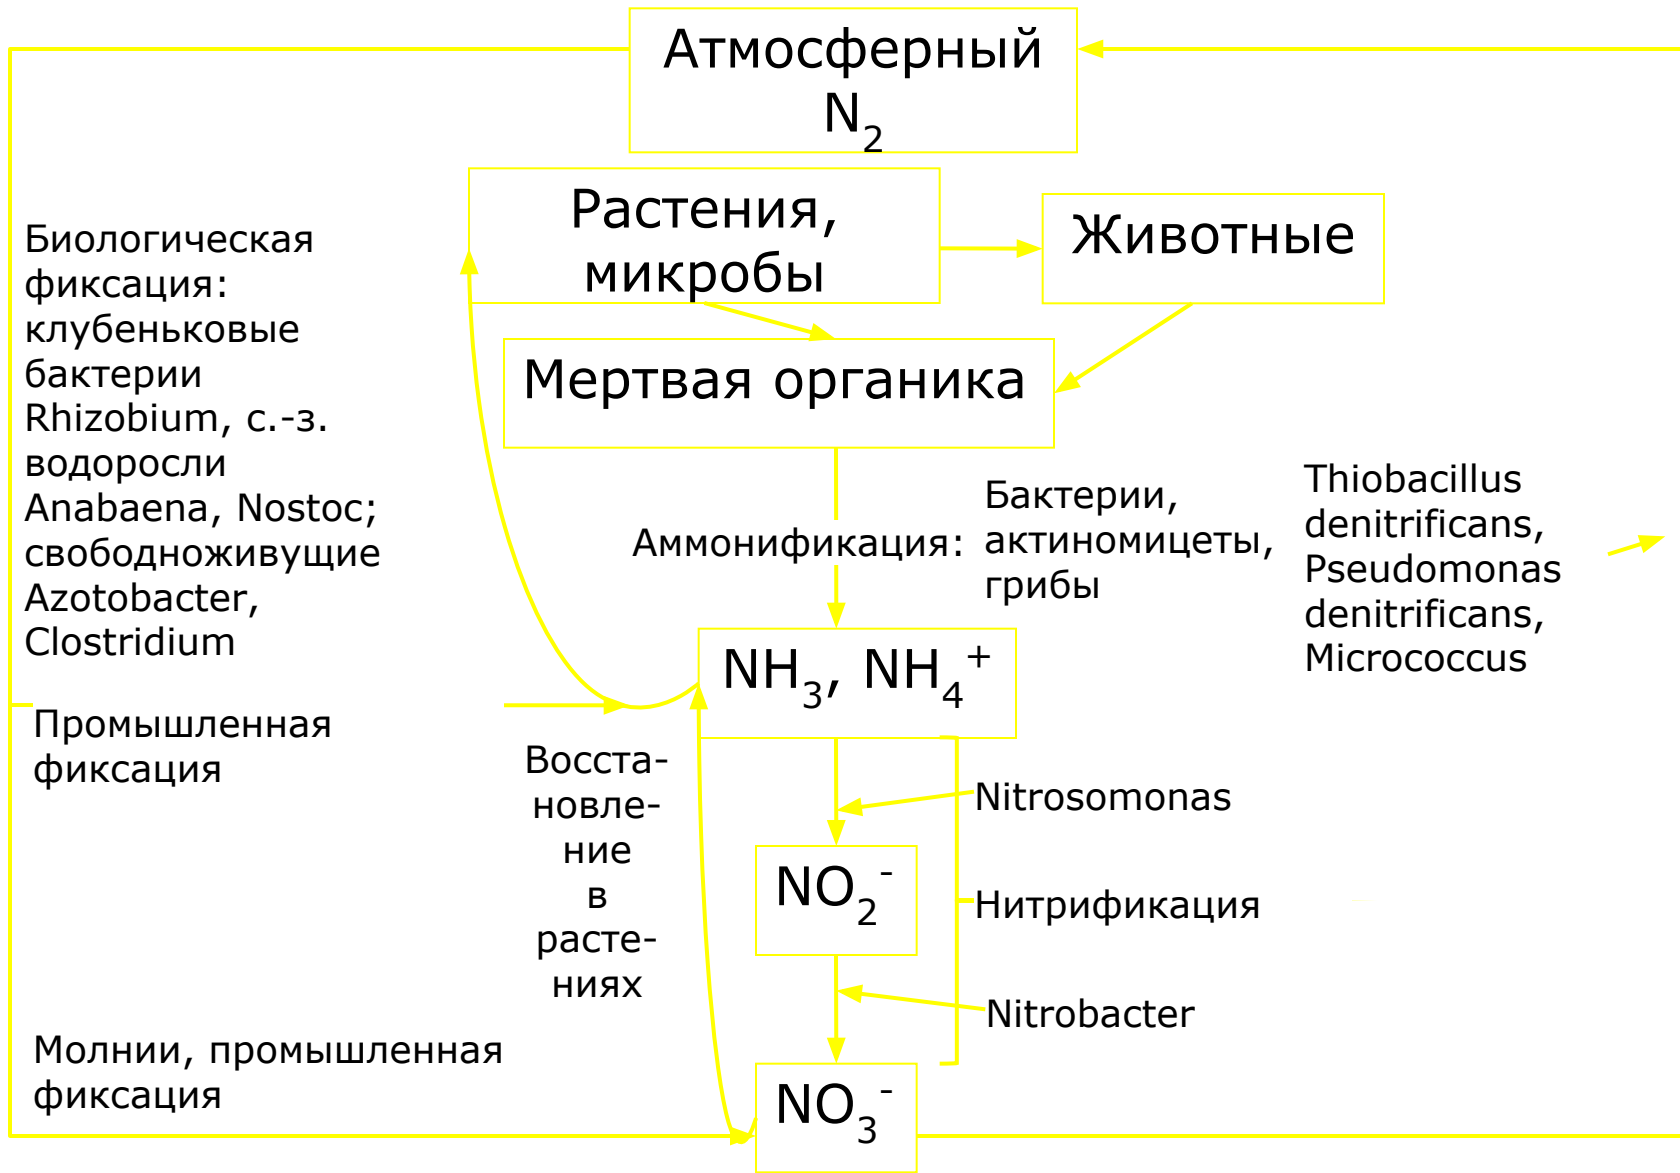 Атмосферный
N₂
Растения,
микробы
Животные
Мертвая органика
Биологическая
фиксация:
клубеньковые
бактерии
Rhizobium, с.-з.
водоросли
Anabaena, Nostoc;
свободноживущие
Azotobacter,
Clostridium
Аммонификация:
Бактерии,
актиномицеты,
грибы
Thiobacillus
denitrificans,
Pseudomonas
denitrificans,
Micrococcus
NH₃, NH₄⁺
Промышленная
фиксация
Восста-
новле-
ние
в
расте-
ниях
Nitrosomonas
NO₂⁻
Нитрификация
Nitrobacter
Молнии, промышленная
фиксация
NO₃⁻